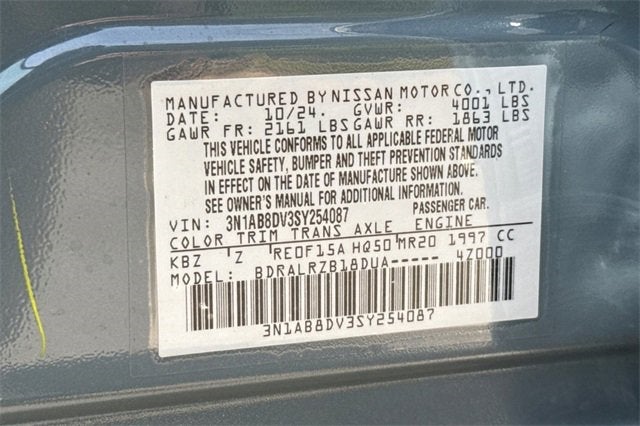 MANUFACTURED BY NISSAN MOTOR CO., LTD.
DATE: 10/24. GVWR: 4001 LBS
GAWR FR: 2161 LBS GAWR RR: 1863 LBS
THIS VEHICLE CONFORMS TO ALL APPLICABLE FEDERAL MOTOR
VEHICLE SAFETY, BUMPER AND THEFT PREVENTION STANDARDS
IN EFFECT ON THE DATE OF MANUFACTURE SHOWN ABOVE.
SEE OWNER'S MANUAL FOR ADDITIONAL INFORMATION.
VIN: 3N1AB8DV3SY254087 PASSENGER CAR.
COLOR TRIM TRANS AXLE ENGINE
KBZ Z RE0F15A HQ50 MR20 1997 CC
MODEL: BDRALRZB18DUA----- 4Z000
3N1AB8DV3SY254087